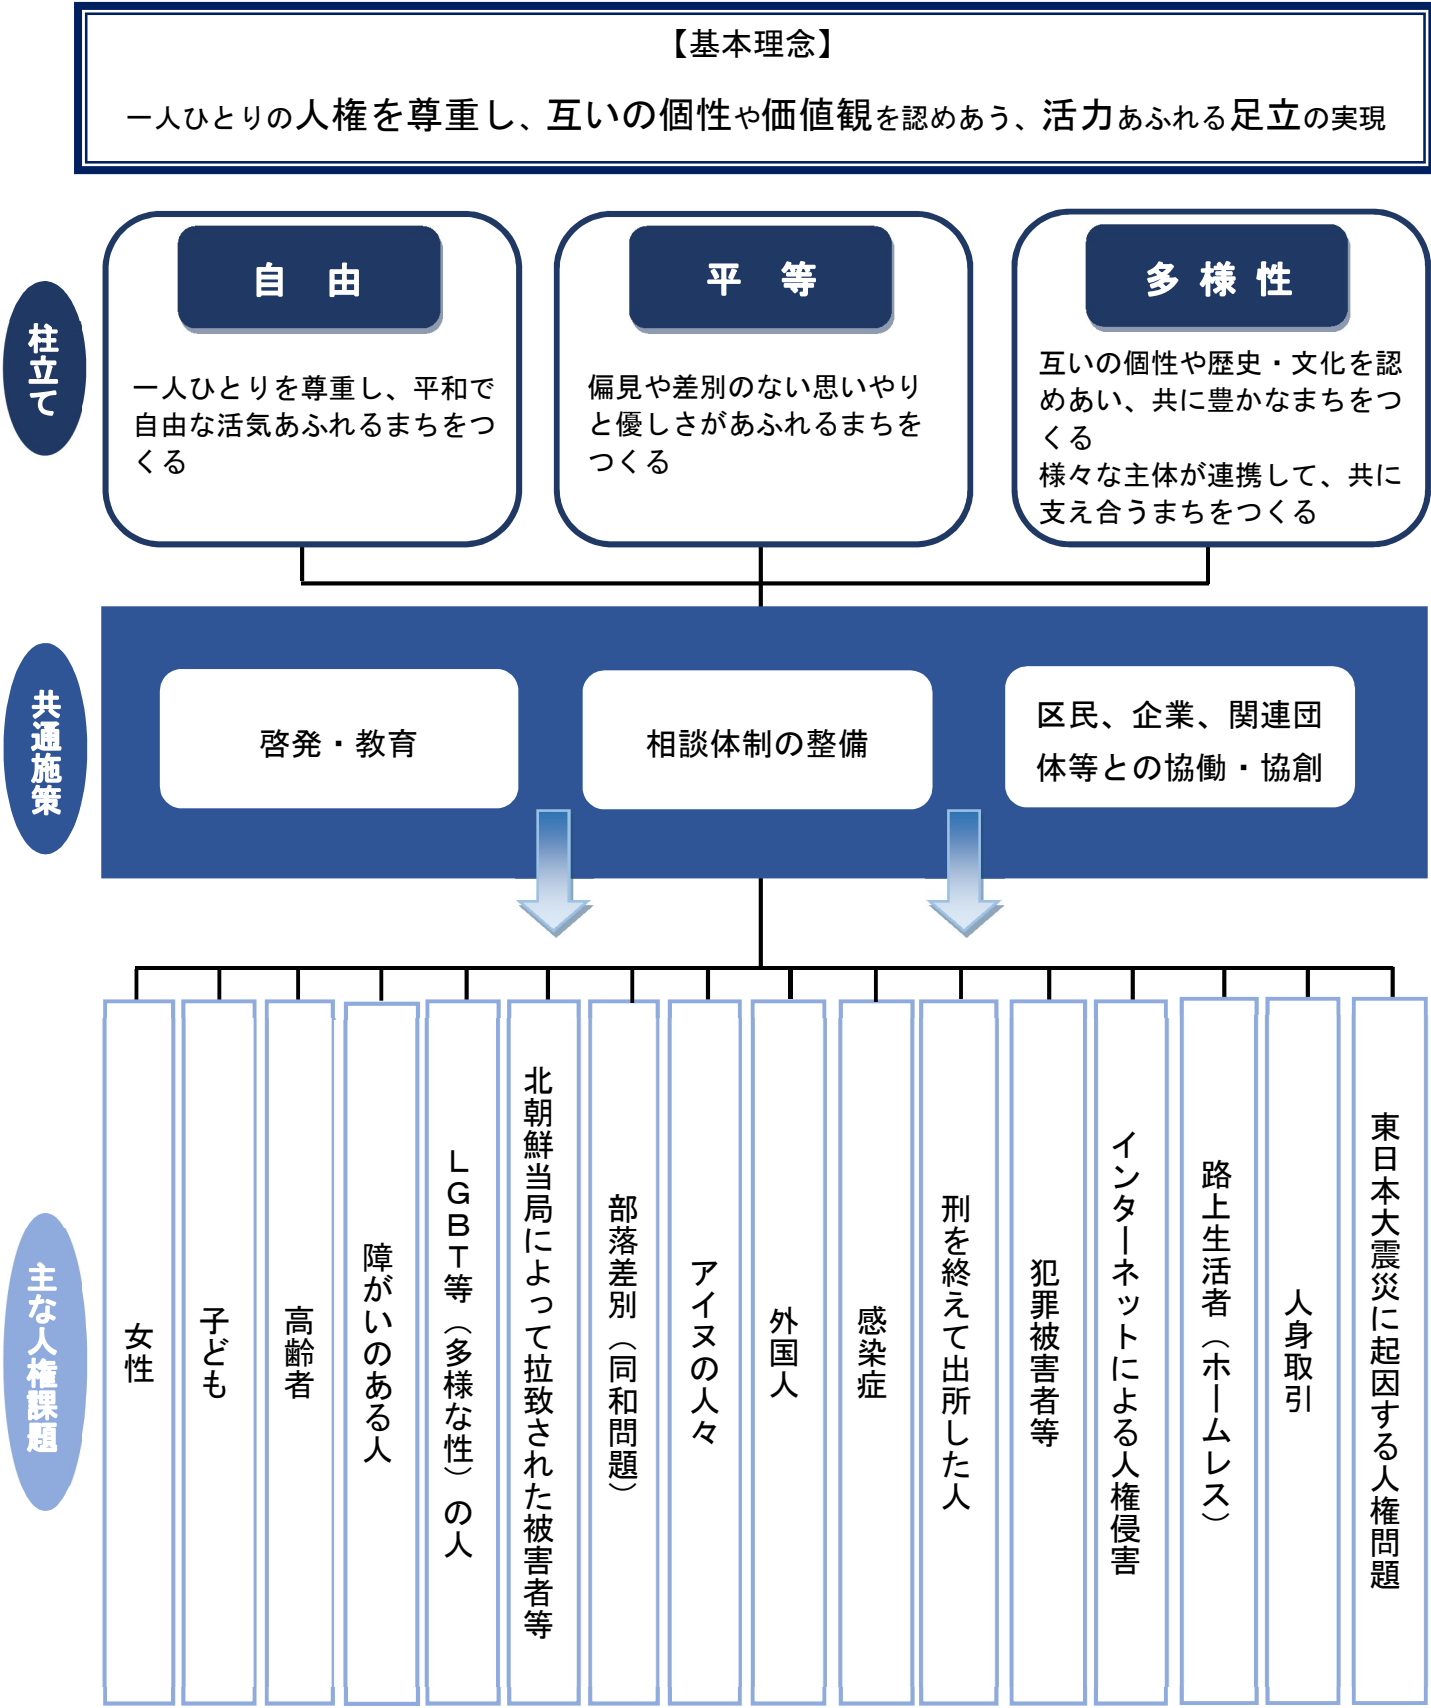 【基本理念】
一人ひとりの人権を尊重し、互いの個性や価値観を認めあう、活力あふれる足立の実現
柱立て
自　由
一人ひとりを尊重し、平和で
自由な活気あふれるまちをつ
くる
平　等
偏見や差別のない思いやり
と優しさがあふれるまちを
つくる
多様性
互いの個性や歴史・文化を認
めあい、共に豊かなまちをつ
くる
様々な主体が連携して、共に
支え合うまちをつくる
共通施策
啓発・教育
相談体制の整備
区民、企業、関連団
体等との協働・協創
主な人権課題
女性
子ども
高齢者
障がいのある人
ＬＧＢＴ等（多様な性）の人
北朝鮮当局によって拉致された被害者等
部落差別（同和問題）
アイヌの人々
外国人
感染症
刑を終えて出所した人
犯罪被害者等
インターネットによる人権侵害
路上生活者（ホームレス）
人身取引
東日本大震災に起因する人権問題